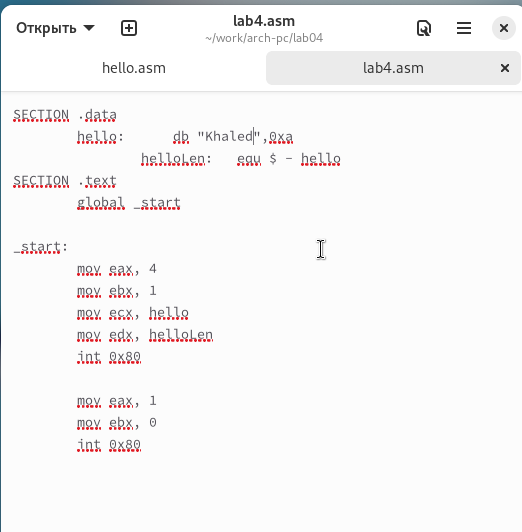 Открыть
lab4.asm
~/work/arch-pc/lab04
hello.asm
lab4.asm
SECTION .data
hello: db "Khaled",0xa
helloLen: equ $ - hello
SECTION .text
global _start
_start:
mov eax, 4
mov ebx, 1
mov ecx, hello
mov edx, helloLen
int 0x80
mov eax, 1
mov ebx, 0
int 0x80